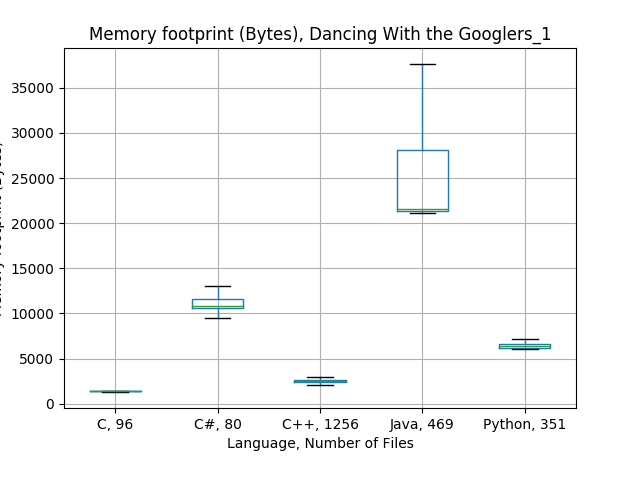 Memory footprint (Bytes), Dancing With the Googlers_1
35000
30000
25000
20000
15000
10000
5000
0
C, 96 C#, 80 C++, 1256 Java, 469 Python, 351
Language, Number of Files